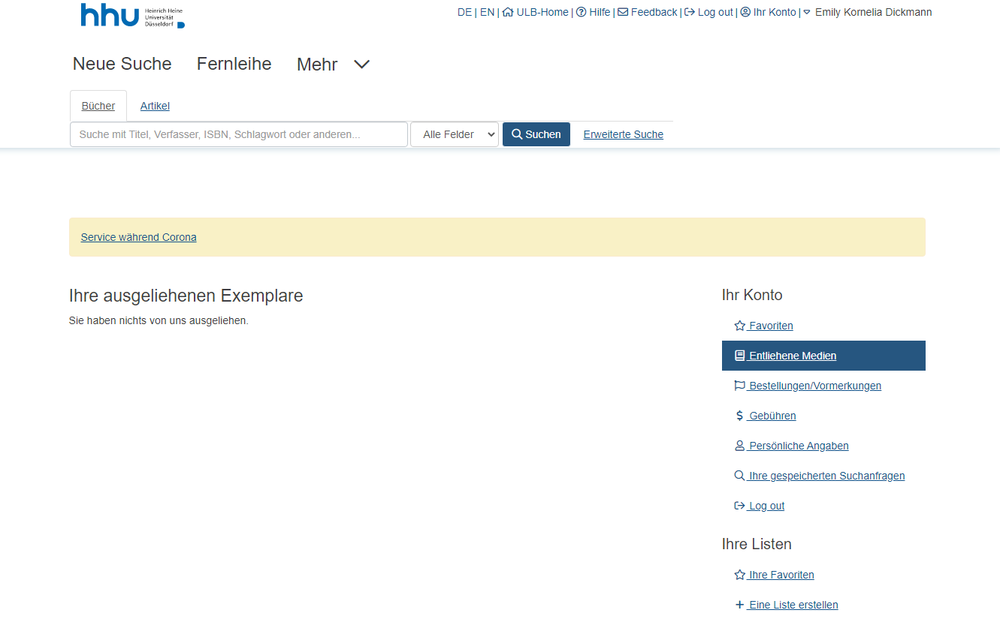 hhu Heinrich Heine
Universität
Düsseldorf
DE | EN | ULB-Home | Hilfe | Feedback | Log out | Ihr Konto | Emily Kornelia Dickmann
Neue Suche Fernleihe Mehr
Bücher Artikel
Suche mit Titel, Verfasser, ISBN, Schlagwort oder anderen... Alle Felder Suchen Erweiterte Suche
Service während Corona
Ihre ausgeliehenen Exemplare
Sie haben nichts von uns ausgeliehen.
Ihr Konto
Favoriten
Entliehene Medien
Bestellungen/Vormerkungen
Gebühren
Persönliche Angaben
Ihre gespeicherten Suchanfragen
Log out
Ihre Listen
Ihre Favoriten
Eine Liste erstellen